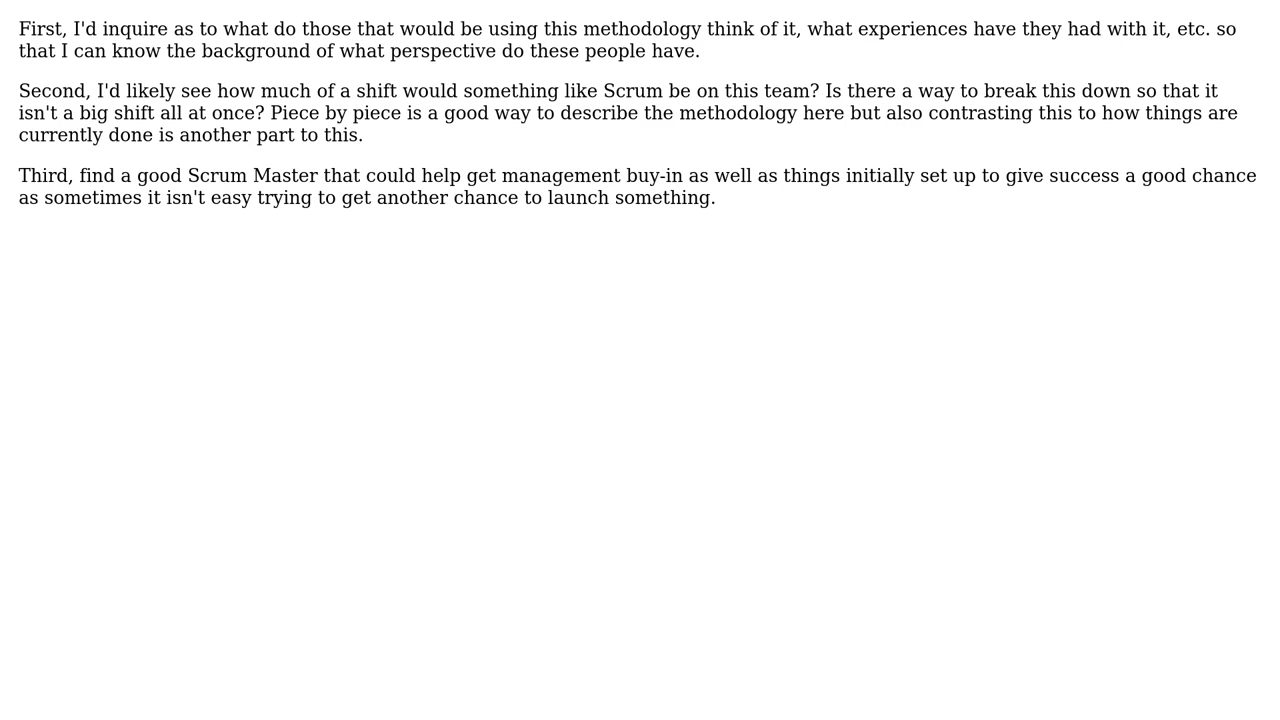 First, I'd inquire as to what do those that would be using this methodology think of it, what experiences have they had with it, etc. so
that I can know the background of what perspective do these people have.
Second, I'd likely see how much of a shift would something like Scrum be on this team? Is there a way to break this down so that it
isn't a big shift all at once? Piece by piece is a good way to describe the methodology here but also contrasting this to how things are
currently done is another part to this.
Third, find a good Scrum Master that could help get management buy-in as well as things initially set up to give success a good chance
as sometimes it isn't easy trying to get another chance to launch something.